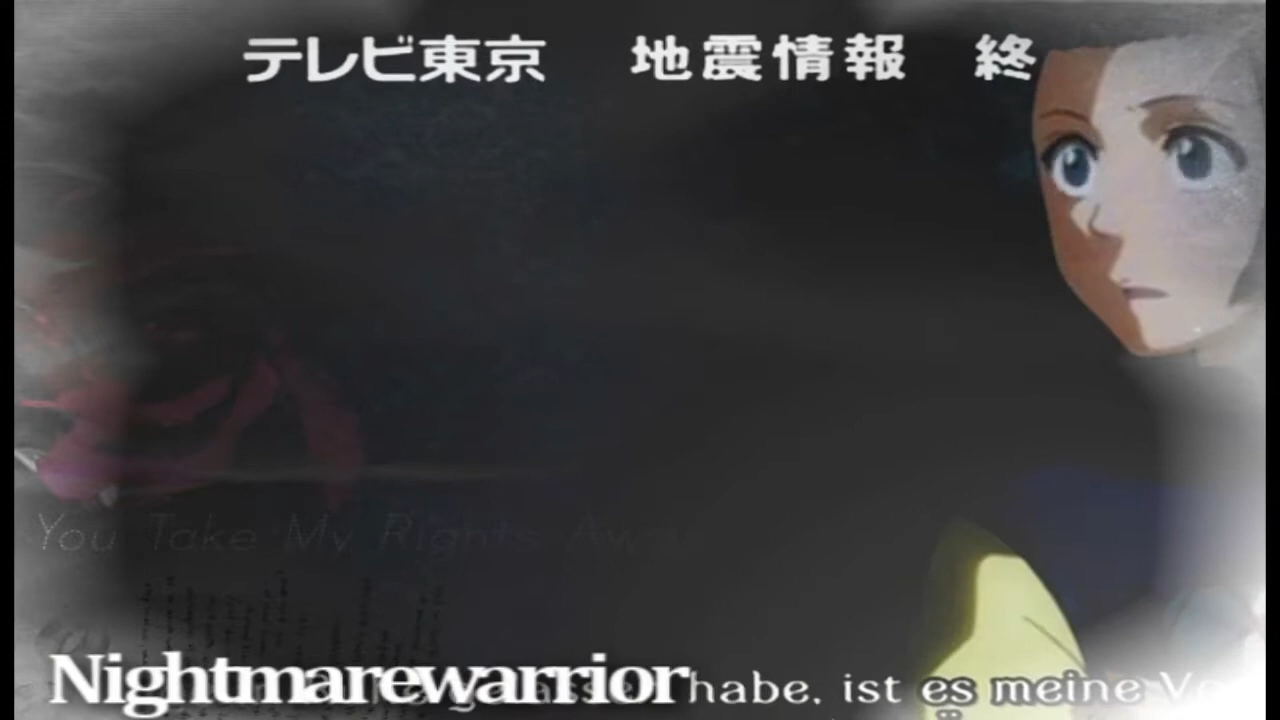 テレビ東京 地震情報 終
You Take My Rights Away
Nightmarewarrior
habe, ist es meine